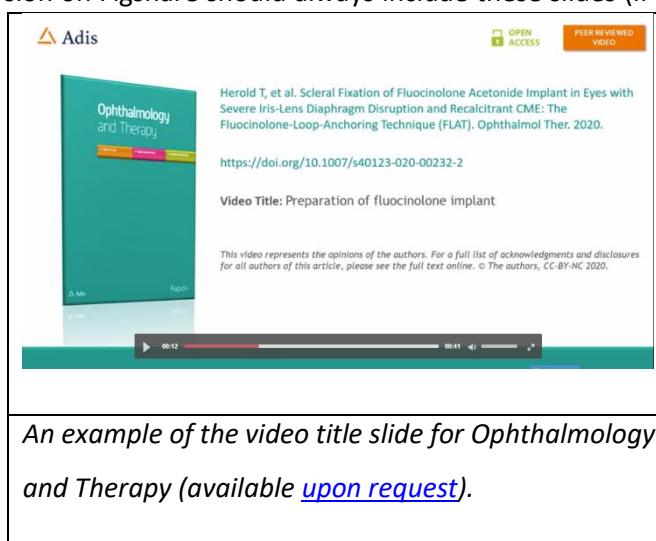 sion on Figshare should always include these slides (i.
Adis
OPEN
ACCESS
PEER REVIEWED
VIDEO
Ophthalmology
and Therapy
Adis
Rapid+
Herold T, et al. Scleral Fixation of Fluocinolone Acetonide Implant in Eyes with
Severe Iris-Lens Diaphragm Disruption and Recalcitrant CME: The
Fluocinolone-Loop-Anchoring Technique (FLAT). Ophthalmol Ther. 2020.
https://doi.org/10.1007/s40123-020-00232-2
Video Title: Preparation of fluocinolone implant
This video represents the opinions of the authors. For a full list of acknowledgments and disclosures
for all authors of this article, please see the full text online. © The authors, CC-BY-NC 2020.
00:12
00:41
An example of the video title slide for Ophthalmology
and Therapy (available upon request).